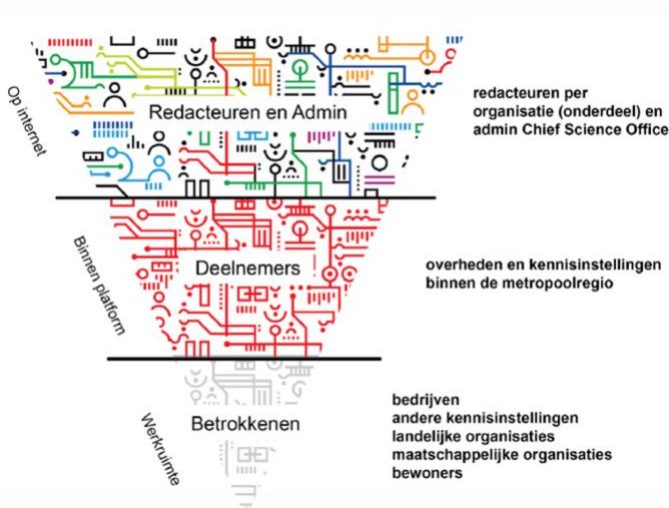 Op internet
Redacteuren en Admin
redacteuren per
organisatie (onderdeel) en
admin Chief Science Office
Binnen platform
Deelnemers
overheden en kennisinstellingen
binnen de metropoolregio
Werkruimte
Betrokkenen
bedrijven
andere kennisinstellingen
landelijke organisaties
maatschappelijke organisaties
bewoners